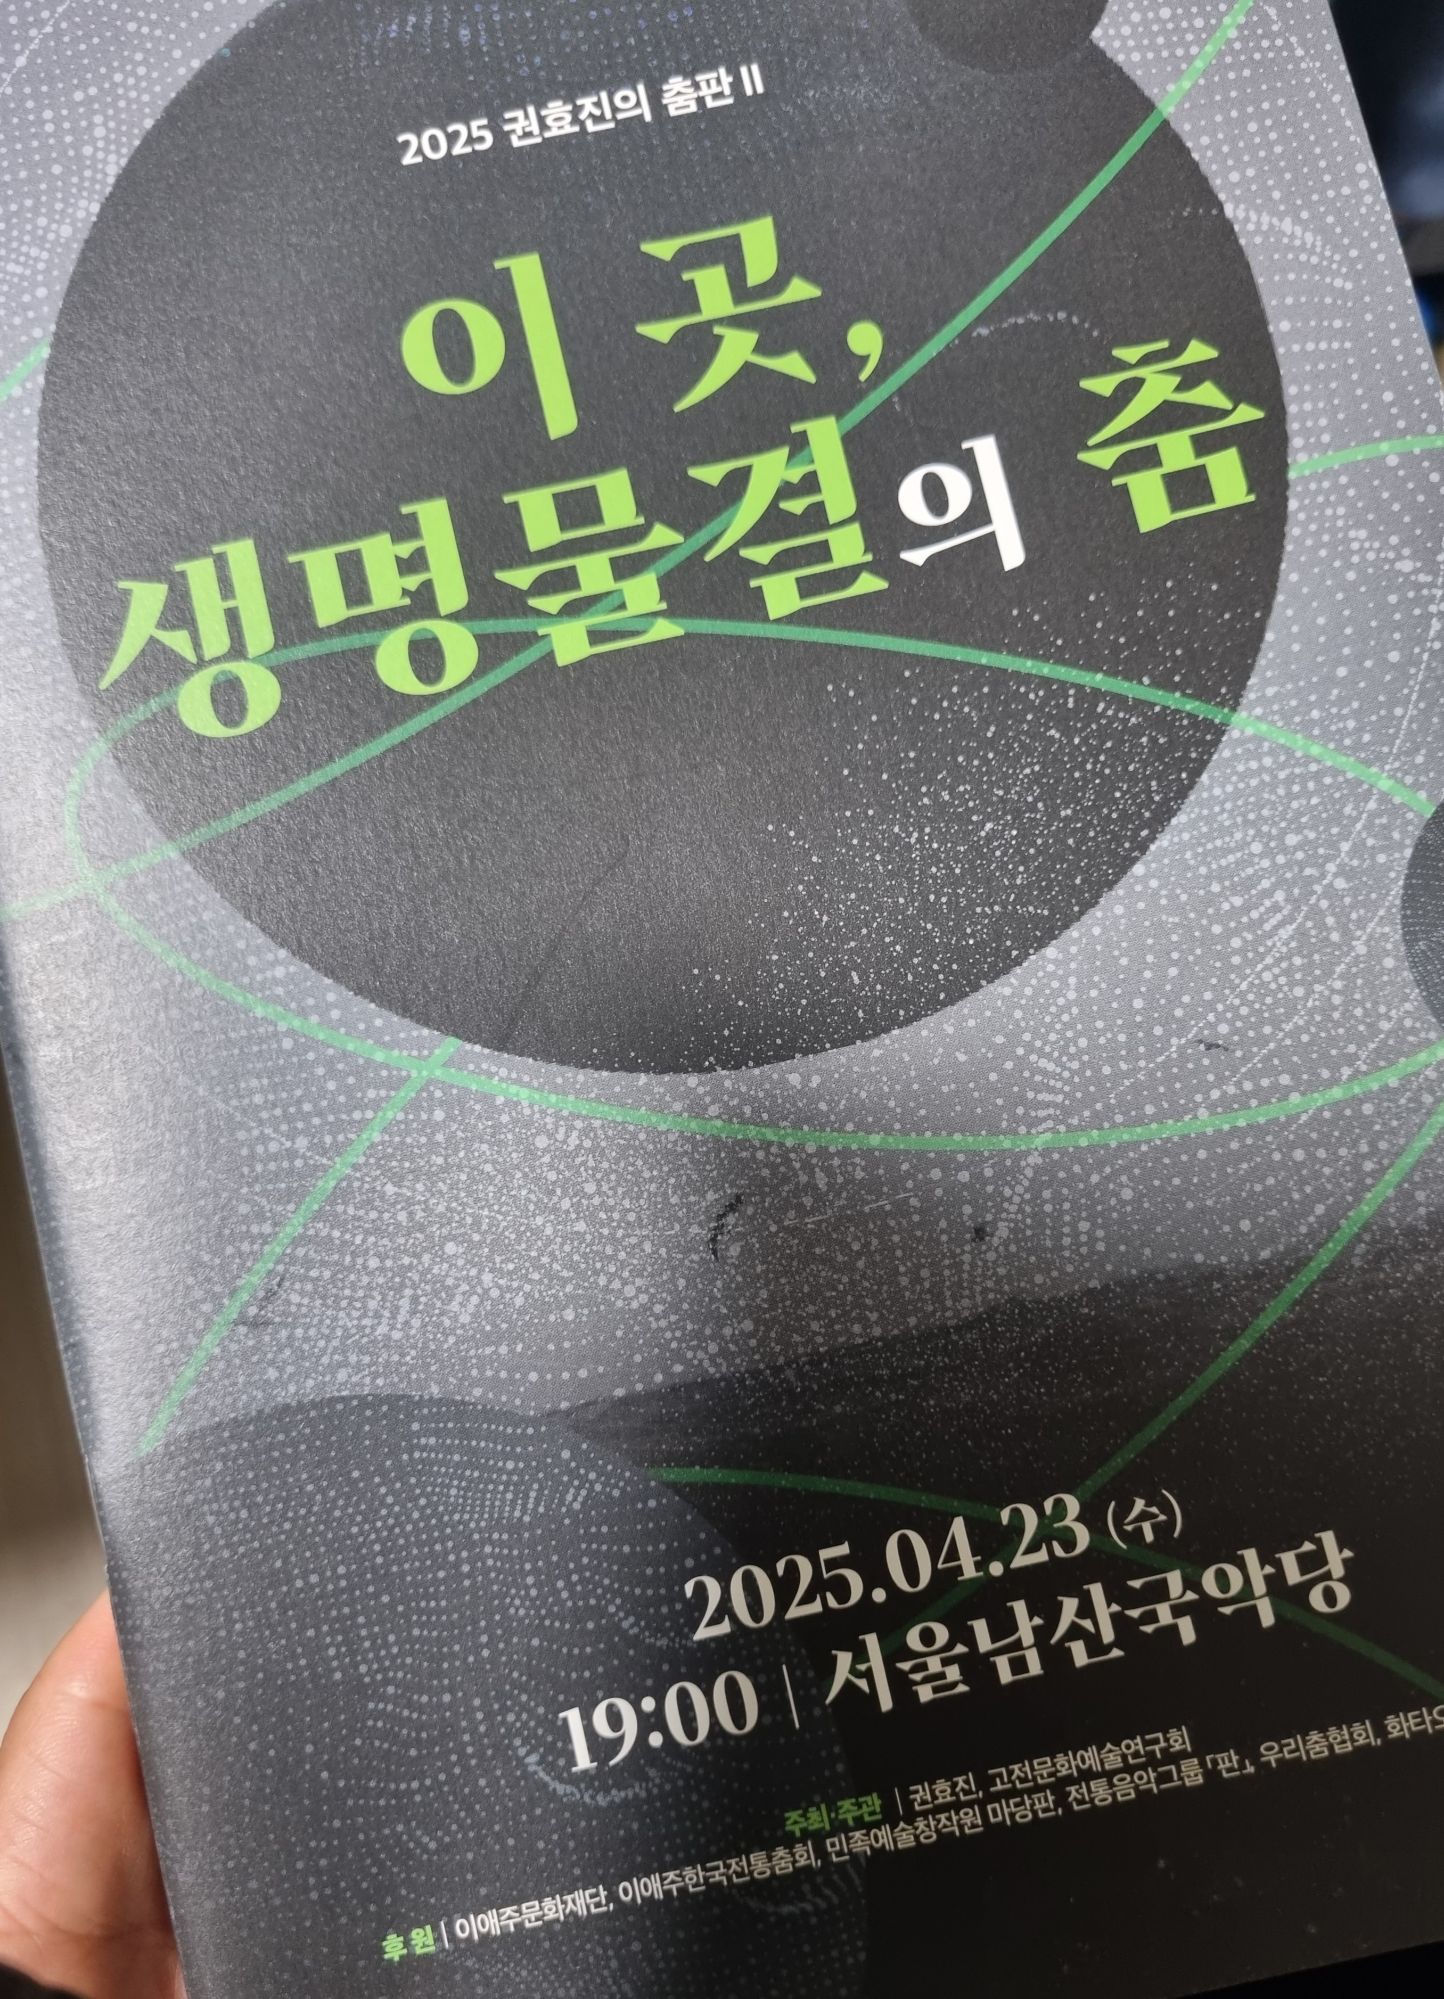 2025 권효진의 춤판 II
이 곳,
생명물결의 춤
2025.04.23 (수)
19:00 | 서울남산국악당
주최·주관 | 권효진, 고전문화예술연구회
후원 | 이애주문화재단, 이애주한국전통춤회, 민족예술창작원 마당판, 전통음악그룹「판」, 우리춤협회,